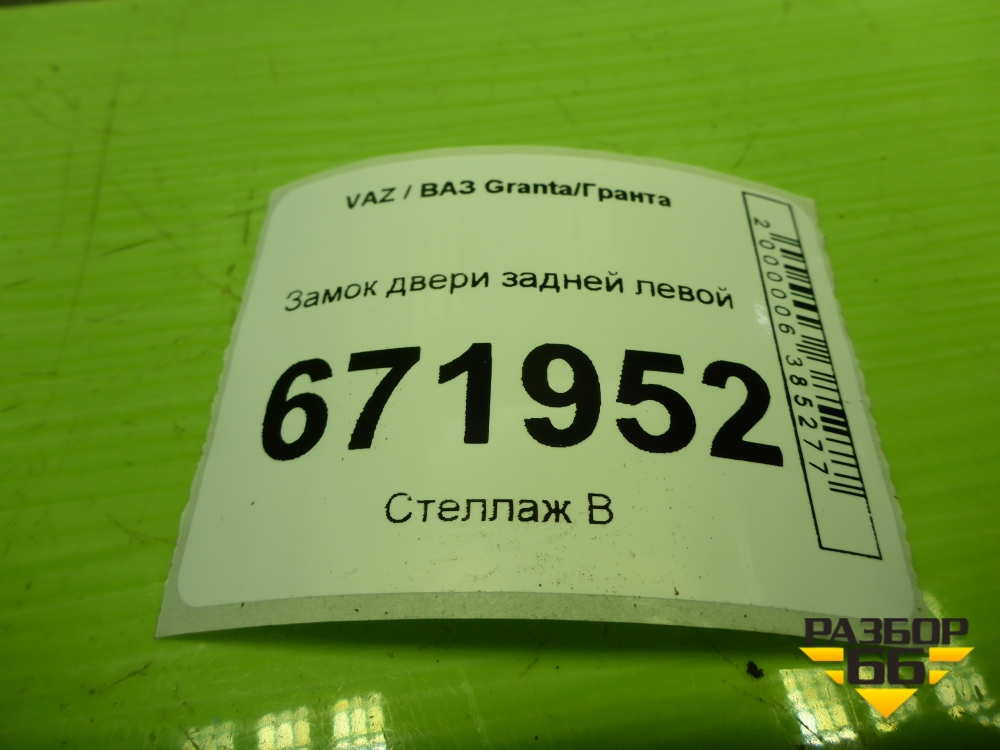 VAZ / ВАЗ Granta/Гранта
Замок двери задней левой
671952
Стеллаж В
2000006385277
РАЗБОР
66